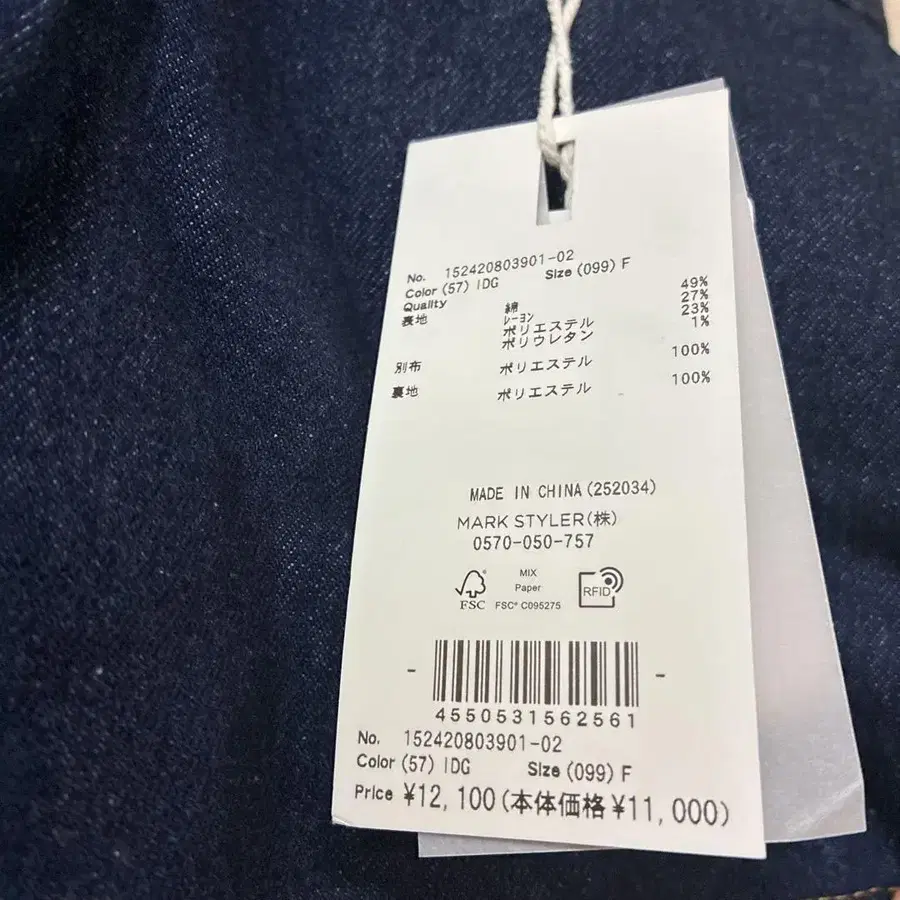 No. 152420803901-02
Color (57) IDG Size (099) F
Quality
裏地 綿 49%
レーヨン 27%
ポリエステル 23%
ポリウレタン 1%
別布 ポリエステル 100%
裏地 ポリエステル 100%
MADE IN CHINA (252034)
MARK STYLER(株)
0570-050-757
FSC
MIX
Paper
FSC® C095275
RFID
4550531562561
No. 152420803901-02
Color (57) IDG Size (099) F
Price ¥12,100(本体価格¥11,000)